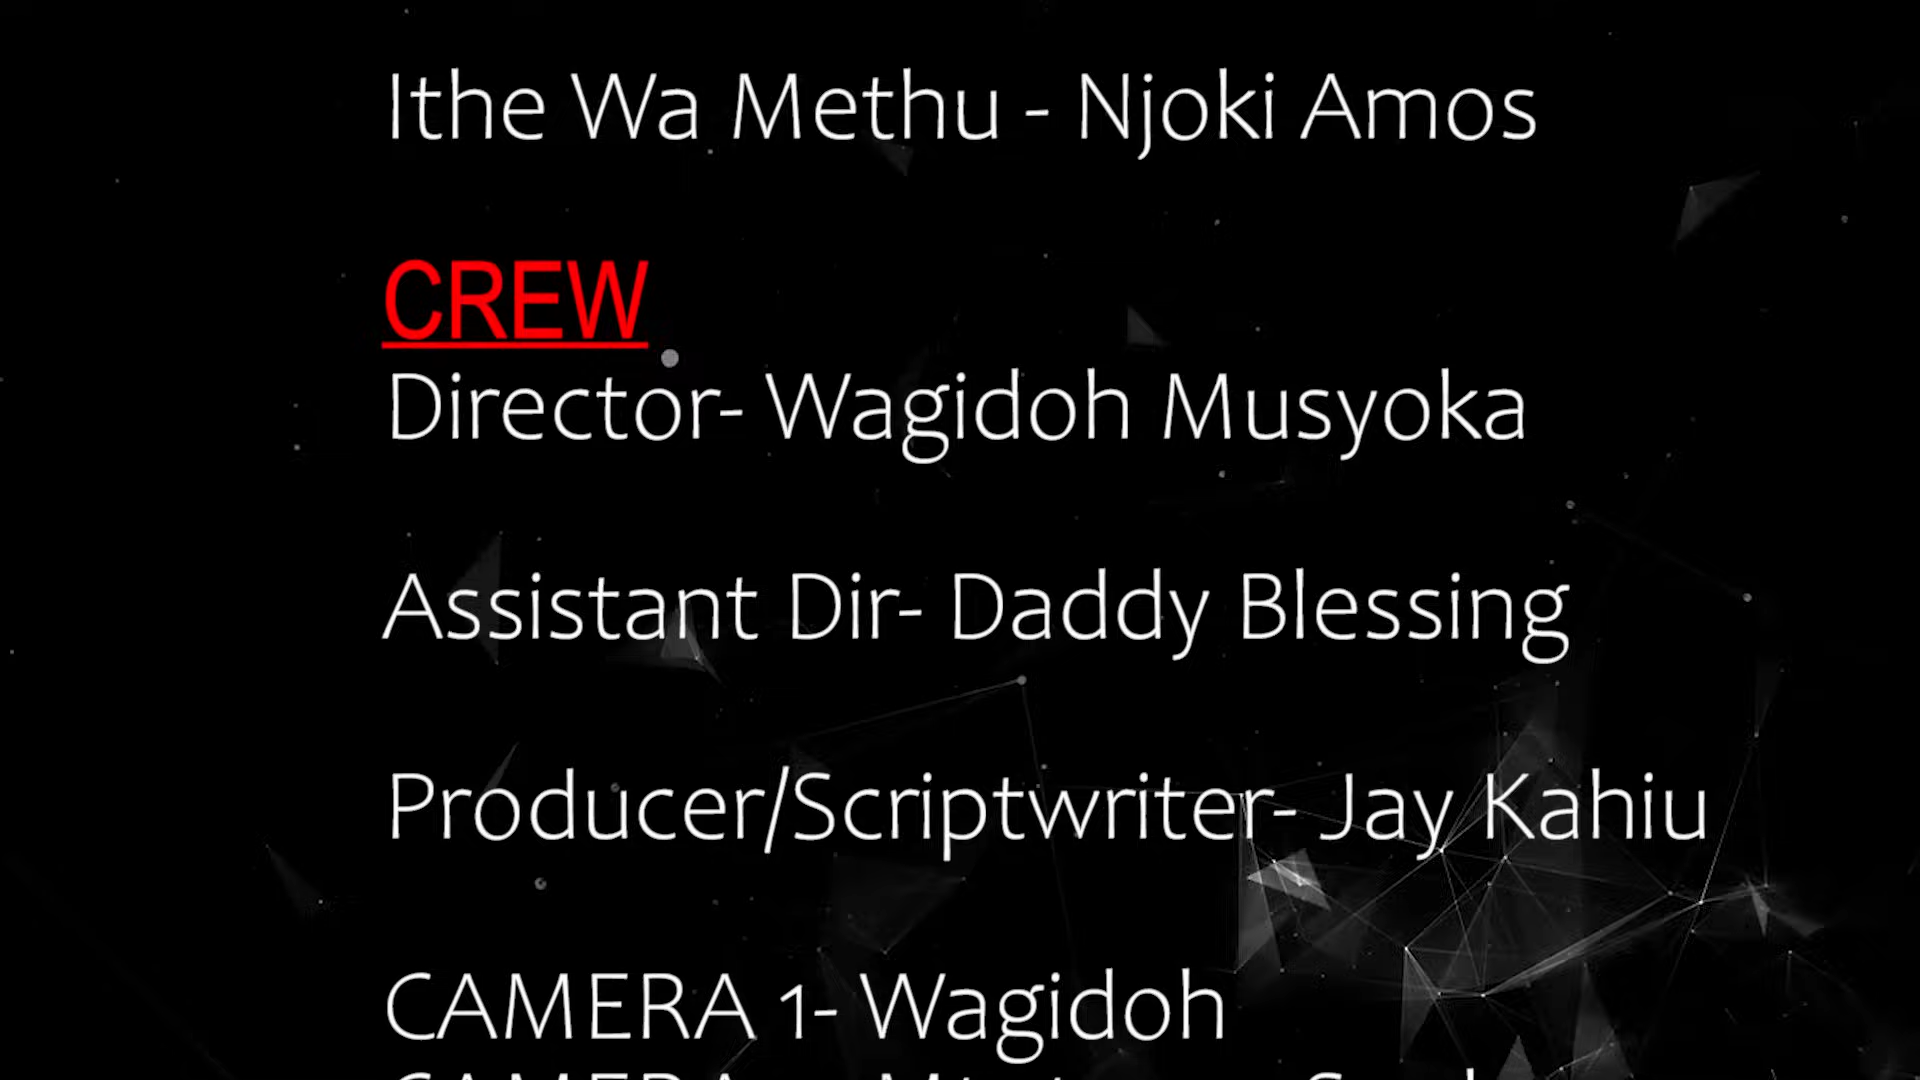 Ithe Wa Methu - Njoki Amos
CREW
Director- Wagidoh Musyoka
Assistant Dir- Daddy Blessing
Producer/Scriptwriter- Jay Kahiu
CAMERA 1- Wagidoh
CAMERA